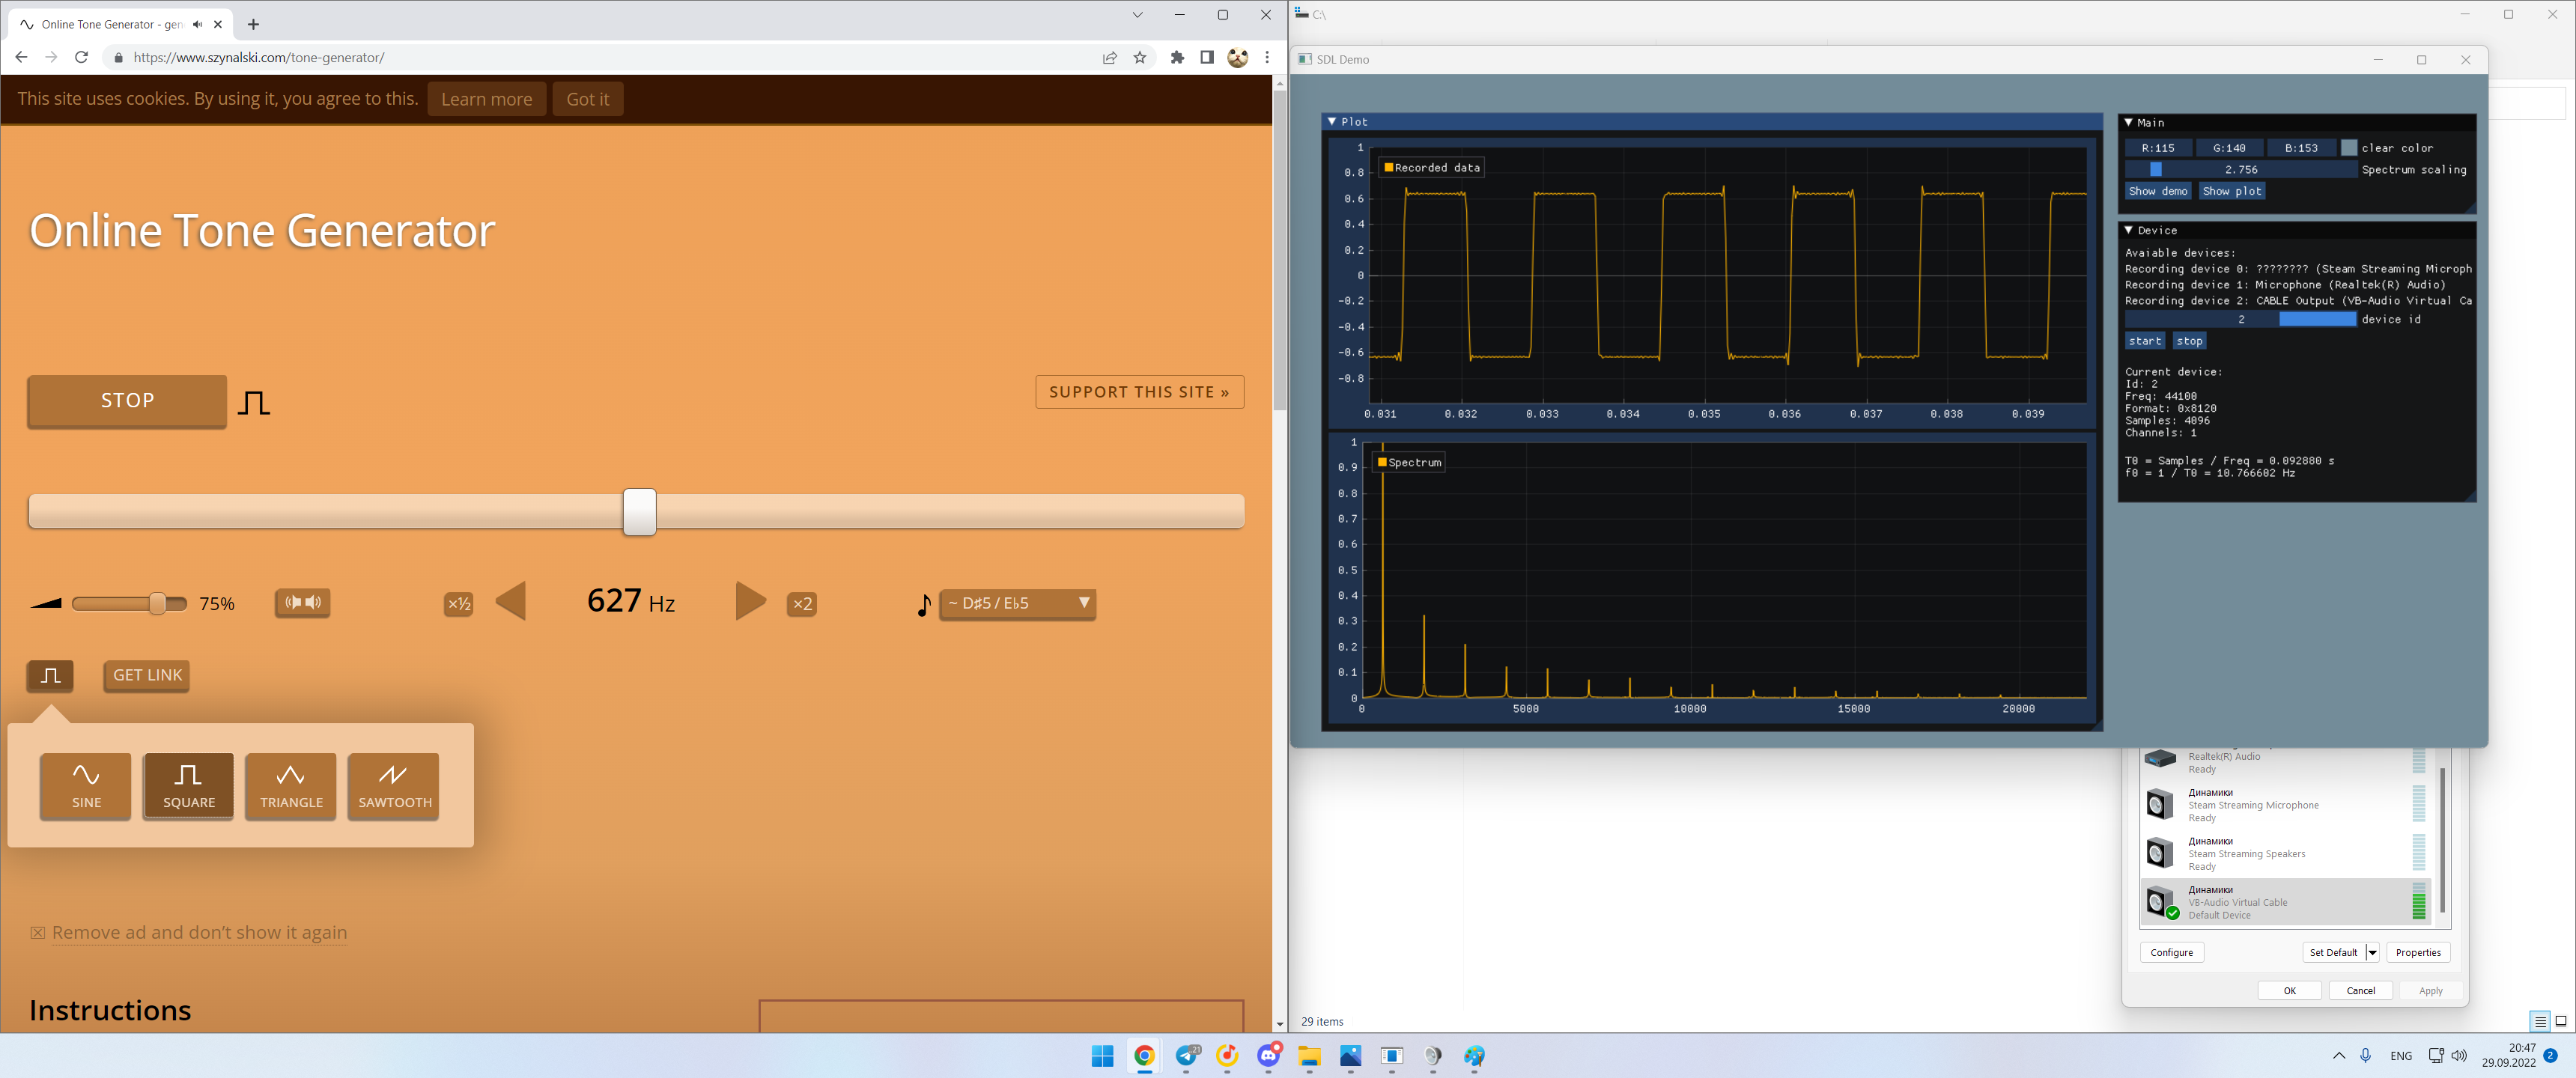 Online Tone Generator - gen
https://www.szynalski.com/tone-generator/
This site uses cookies. By using it, you agree to this.
Learn more
Got it
Online Tone Generator
STOP
SUPPORT THIS SITE »
75%
×½
627 Hz
×2
~ D♯5 / E♭5
GET LINK
SINE
SQUARE
TRIANGLE
SAWTOOTH
Remove ad and don't show it again
Instructions
C:\
SDL Demo
Plot
Recorded data
1
0.8
0.6
0.4
0.2
0
-0.2
-0.4
-0.6
-0.8
0.031 0.032 0.033 0.034 0.035 0.036 0.037 0.038 0.039
Spectrum
1
0.9
0.8
0.7
0.6
0.5
0.4
0.3
0.2
0.1
0
0 5000 10000 15000 20000
Main
R:115 G:140 B:153 clear color
2.756 Spectrum scaling
Show demo Show plot
Device
Avaiable devices:
Recording device 0: ???????? (Steam Streaming Microph
Recording device 1: Microphone (Realtek(R) Audio)
Recording device 2: CABLE Output (VB-Audio Virtual Ca
2 device id
start stop
Current device:
Id: 2
Freq: 44100
Format: 0x8120
Samples: 4096
Channels: 1
T0 = Samples / Freq = 0.092880 s
f0 = 1 / T0 = 10.766602 Hz
Realtek(R) Audio
Ready
Динамики
Steam Streaming Microphone
Ready
Динамики
Steam Streaming Speakers
Ready
Динамики
VB-Audio Virtual Cable
Default Device
Configure
Set Default
Properties
OK
Cancel
Apply
29 items
21
ENG
20:47
29.09.2022
2